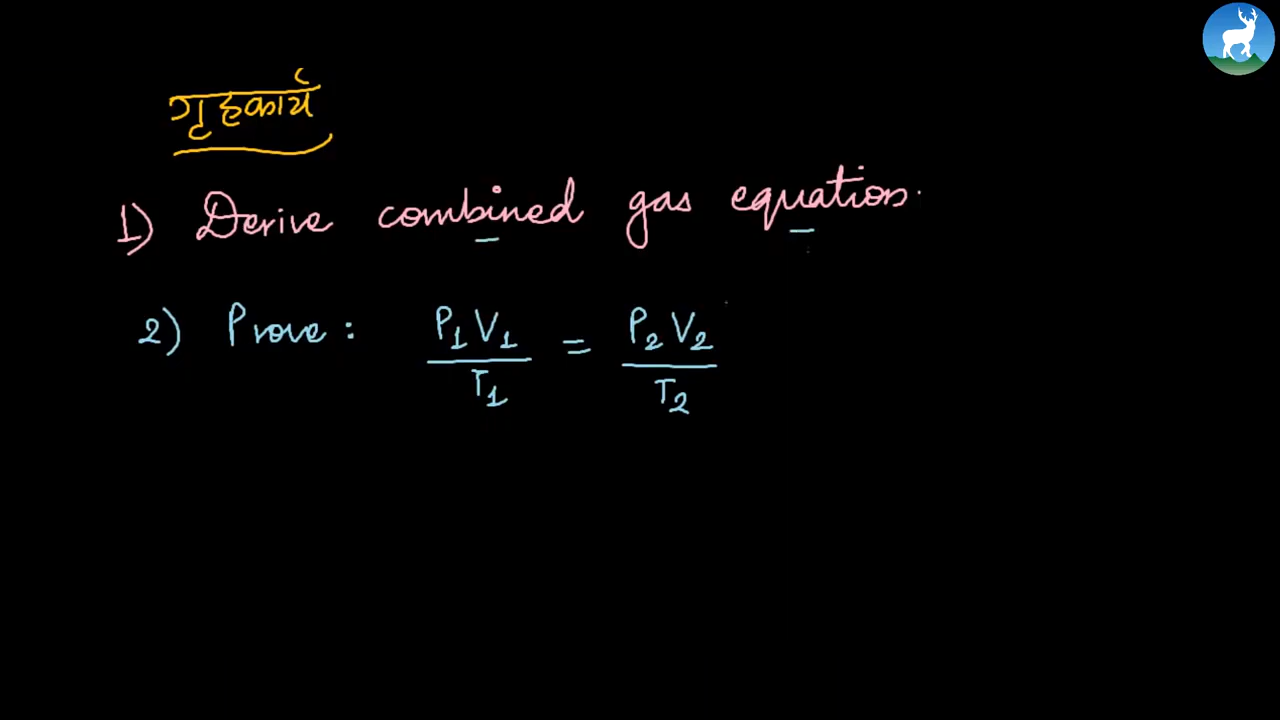 गृहकार्य
1) Derive combined gas equation.
2) Prove: P₁V₁/T₁ = P₂V₂/T₂